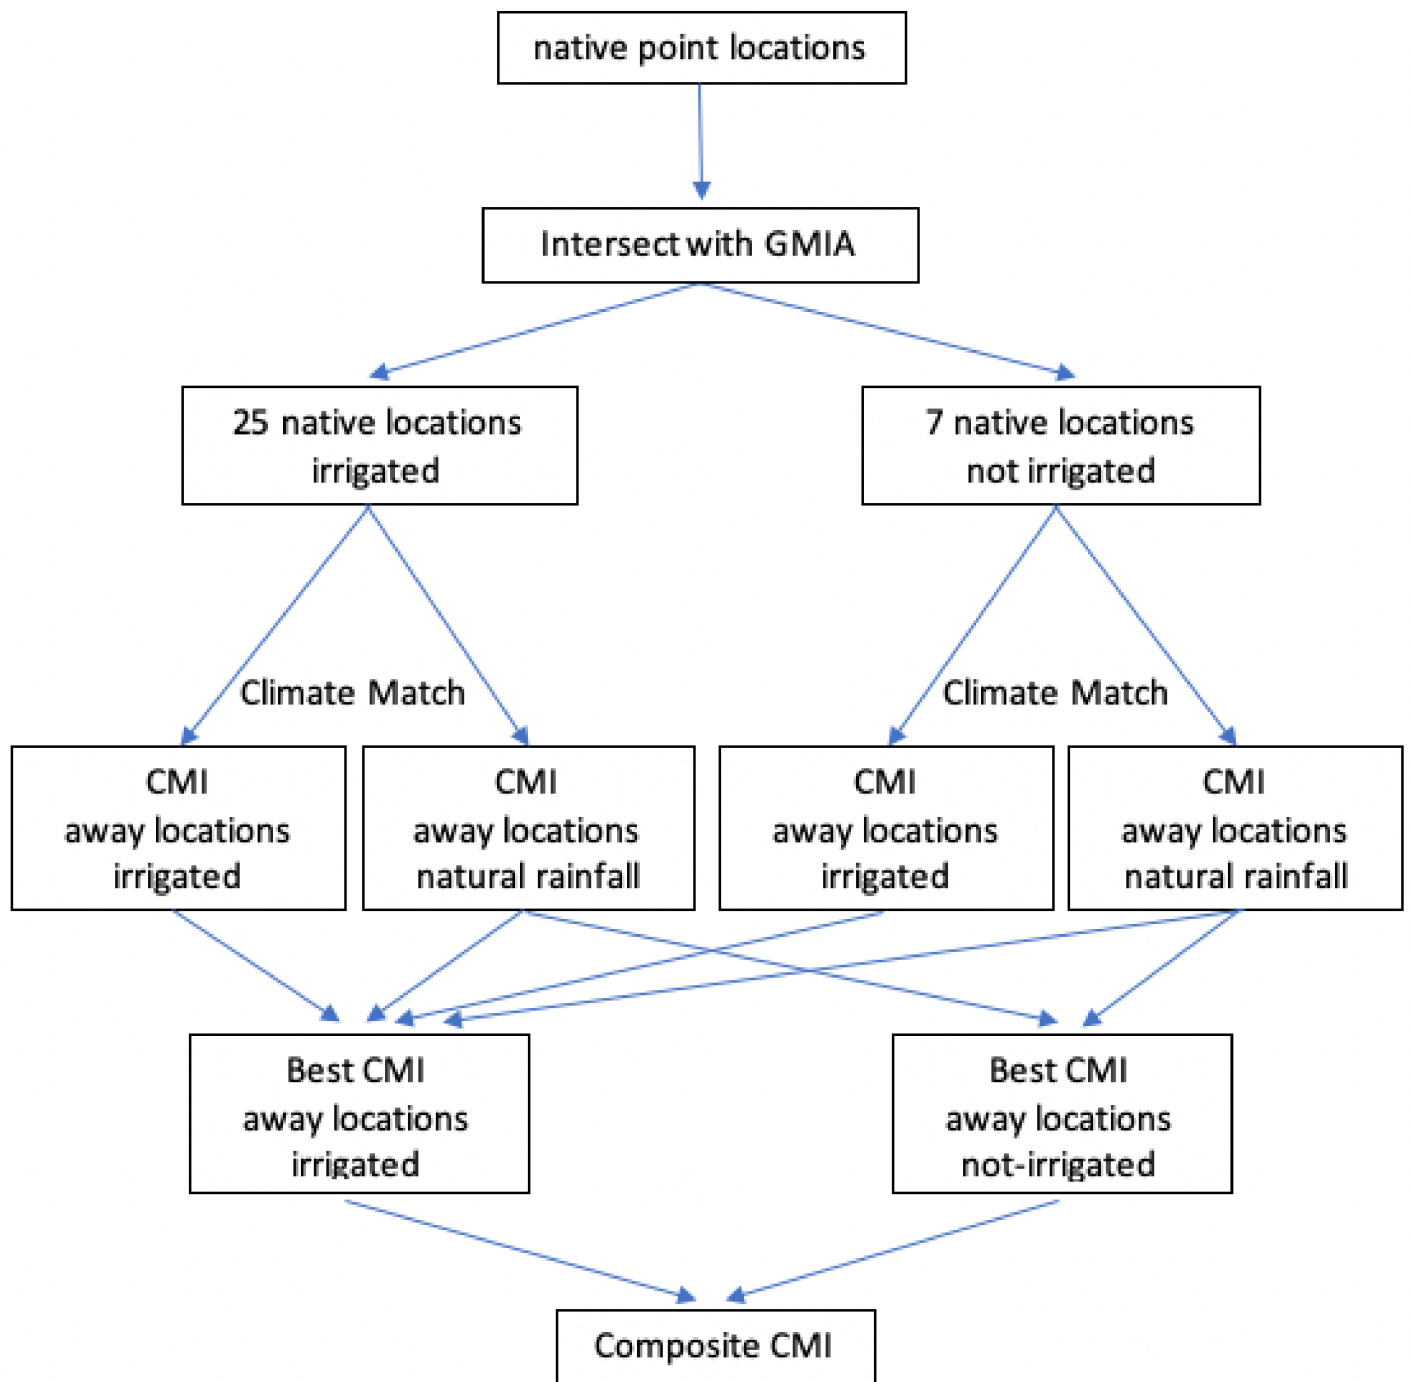 native point locations
Intersect with GMIA
25 native locations
irrigated
7 native locations
not irrigated
Climate Match
Climate Match
CMI
away locations
irrigated
CMI
away locations
natural rainfall
CMI
away locations
irrigated
CMI
away locations
natural rainfall
Best CMI
away locations
irrigated
Best CMI
away locations
not-irrigated
Composite CMI